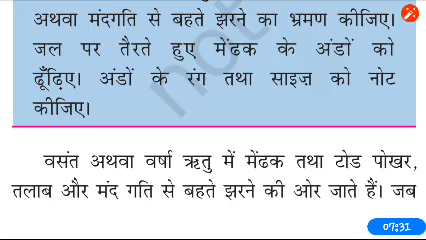 अथवा मंदगति से बहते झरने का भ्रमण कीजिए।
जल पर तैरते हुए मेंढक के अंडों को
ढूँढ़िए। अंडों के रंग तथा साइज़ को नोट
कीजिए।
वसंत अथवा वर्षा ऋतु में मेंढक तथा टोड पोखर,
तलाब और मंद गति से बहते झरने की ओर जाते हैं। जब
07:31